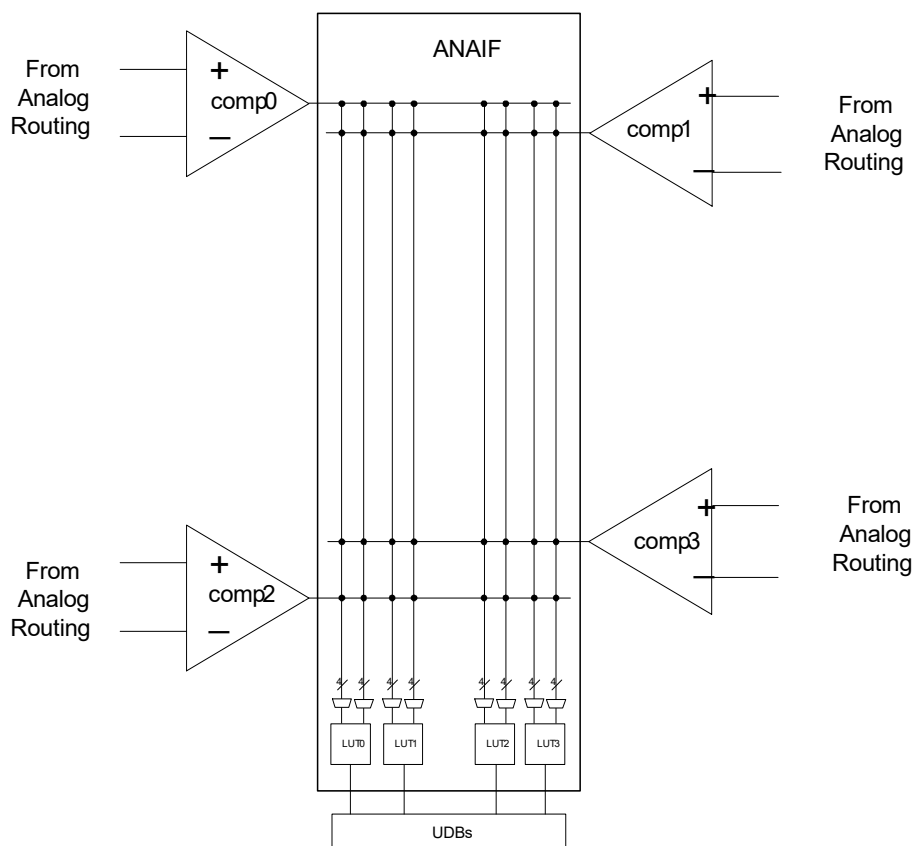 ANAIF
From
Analog
Routing
+
comp0
−
+
comp1
−
From
Analog
Routing
From
Analog
Routing
+
comp2
−
+
comp3
−
From
Analog
Routing
4 4 4 4 4 4 4 4
LUT0 LUT1 LUT2 LUT3
UDBs